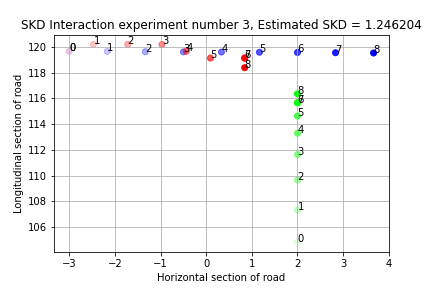 SKD Interaction experiment number 3, Estimated SKD = 1.246204
120
118
116
114
112
110
108
106
Longitudinal section of road
0 0 1 1 2 2 3 3 4 4 5 5 6 7 8
6 7 8
8
6 7
5
4
3
2
1
0
−3 −2 −1 0 1 2 3 4
Horizontal section of road